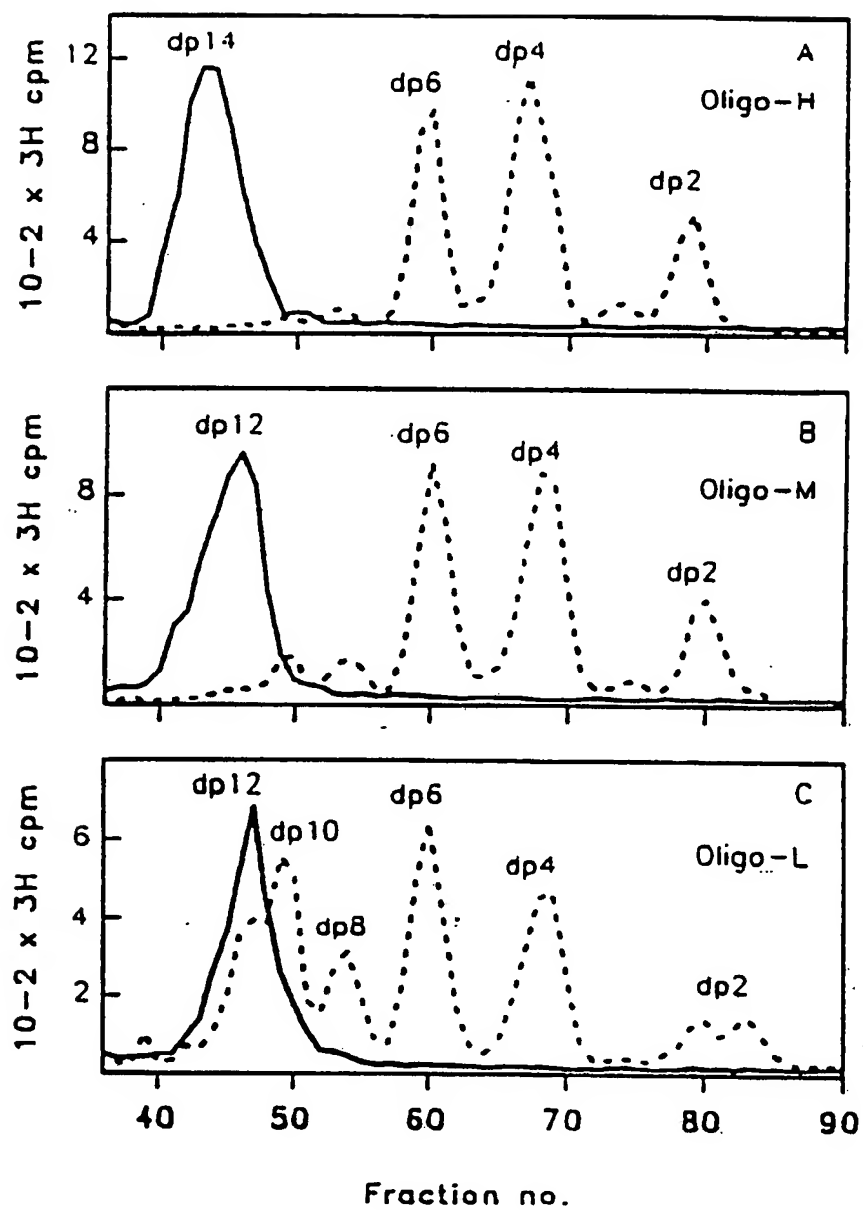 dp14
dp6
dp4
dp2
A
Oligo-H
12
8
4
10-2 x 3H cpm
dp12
dp6
dp4
dp2
B
Oligo-M
8
4
10-2 x 3H cpm
dp12
dp10
dp8
dp6
dp4
dp2
C
Oligo-L
6
4
2
10-2 x 3H cpm
40 50 60 70 80 90
Fraction no.